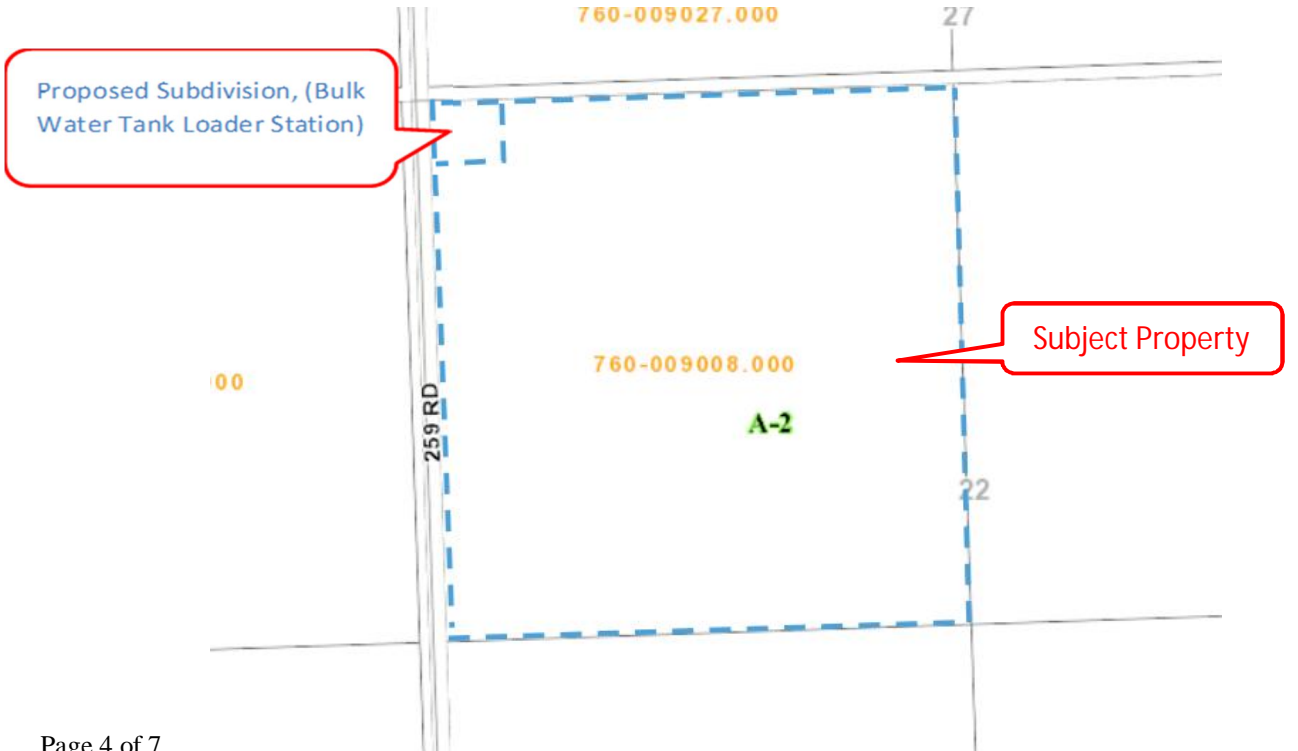 760-009027.000
27
Proposed Subdivision, (Bulk
Water Tank Loader Station)
Subject Property
760-009008.000
00
259 RD
A-2
22
Page 4 of 7